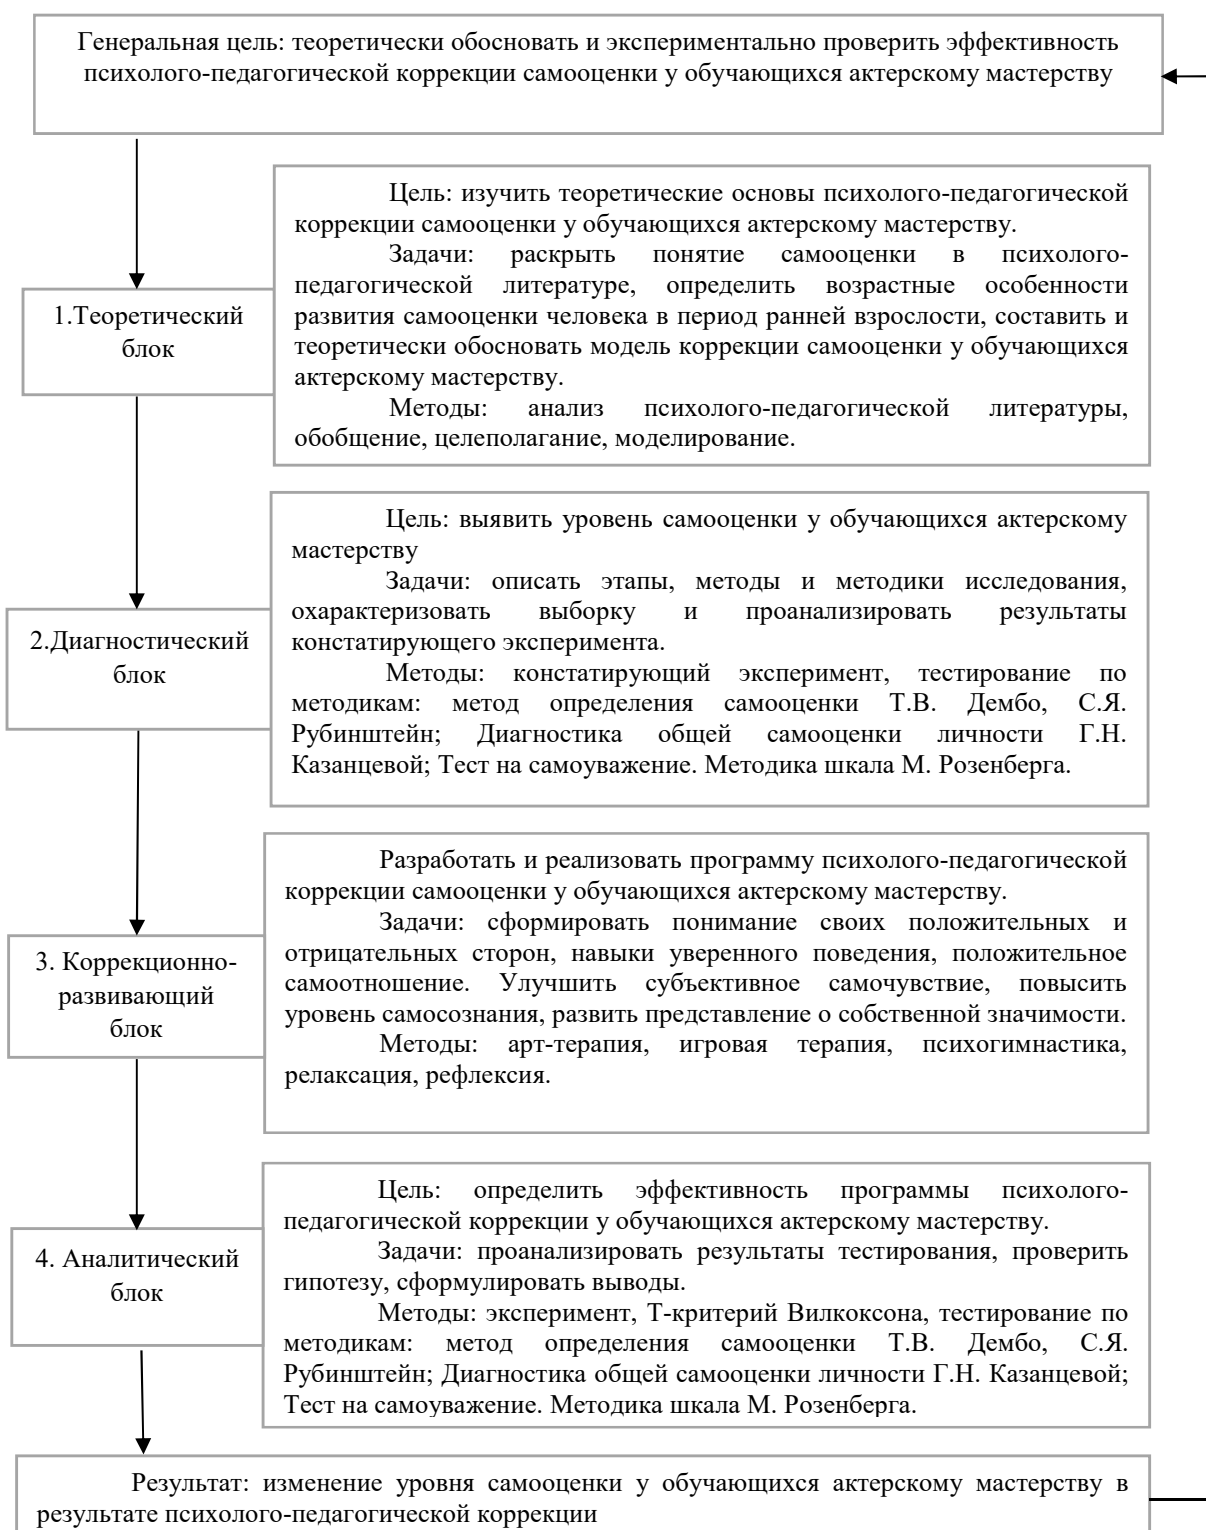 Генеральная цель: теоретически обосновать и экспериментально проверить эффективность
психолого-педагогической коррекции самооценки у обучающихся актерскому мастерству
1.Теоретический
блок
Цель: изучить теоретические основы психолого-педагогической
коррекции самооценки у обучающихся актерскому мастерству.
Задачи: раскрыть понятие самооценки в психолого-
педагогической литературе, определить возрастные особенности
развития самооценки человека в период ранней взрослости, составить и
теоретически обосновать модель коррекции самооценки у обучающихся
актерскому мастерству.
Методы: анализ психолого-педагогической литературы,
обобщение, целеполагание, моделирование.
2.Диагностический
блок
Цель: выявить уровень самооценки у обучающихся актерскому
мастерству
Задачи: описать этапы, методы и методики исследования,
охарактеризовать выборку и проанализировать результаты
констатирующего эксперимента.
Методы: констатирующий эксперимент, тестирование по
методикам: метод определения самооценки Т.В. Дембо, С.Я.
Рубинштейн; Диагностика общей самооценки личности Г.Н.
Казанцевой; Тест на самоуважение. Методика шкала М. Розенберга.
3. Коррекционно-
развивающий
блок
Разработать и реализовать программу психолого-педагогической
коррекции самооценки у обучающихся актерскому мастерству.
Задачи: сформировать понимание своих положительных и
отрицательных сторон, навыки уверенного поведения, положительное
самоотношение. Улучшить субъективное самочувствие, повысить
уровень самосознания, развить представление о собственной значимости.
Методы: арт-терапия, игровая терапия, психогимнастика,
релаксация, рефлексия.
4. Аналитический
блок
Цель: определить эффективность программы психолого-
педагогической коррекции у обучающихся актерскому мастерству.
Задачи: проанализировать результаты тестирования, проверить
гипотезу, сформулировать выводы.
Методы: эксперимент, Т-критерий Вилкоксона, тестирование по
методикам: метод определения самооценки Т.В. Дембо, С.Я.
Рубинштейн; Диагностика общей самооценки личности Г.Н. Казанцевой;
Тест на самоуважение. Методика шкала М. Розенберга.
Результат: изменение уровня самооценки у обучающихся актерскому мастерству в
результате психолого-педагогической коррекции